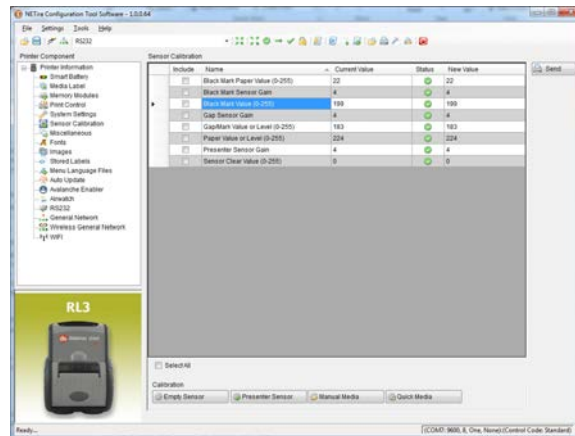 NETira Configuration Tool Software - 1.0.0.64
File Settings Tools Help
RS232
Printer Component
Printer Information
Smart Battery
Media Label
Memory Modules
Print Control
System Settings
Sensor Calibration
Miscellaneous
Fonts
Images
Stored Labels
Menu Language Files
Auto Update
Avalanche Enabler
Airwatch
RS232
General Network
Wireless General Network
WIFI
RL3
Sensor Calibration
Include Name Current Value Status New Value
Black Mark Paper Value (0-255) 22 22
Black Mark Sensor Gain 4 4
Black Mark Value (0-255) 199 199
Gap Sensor Gain 4 4
Gap/Mark Value or Level (0-255) 183 183
Paper Value or Level (0-255) 224 224
Presenter Sensor Gain 4 4
Sensor Clear Value (0-255) 0 0
Send
Select All
Calibration
Empty Sensor Presenter Sensor Manual Media Quick Media
Ready... (COM7: 9600, 8, One, None) (Control Code: Standard)